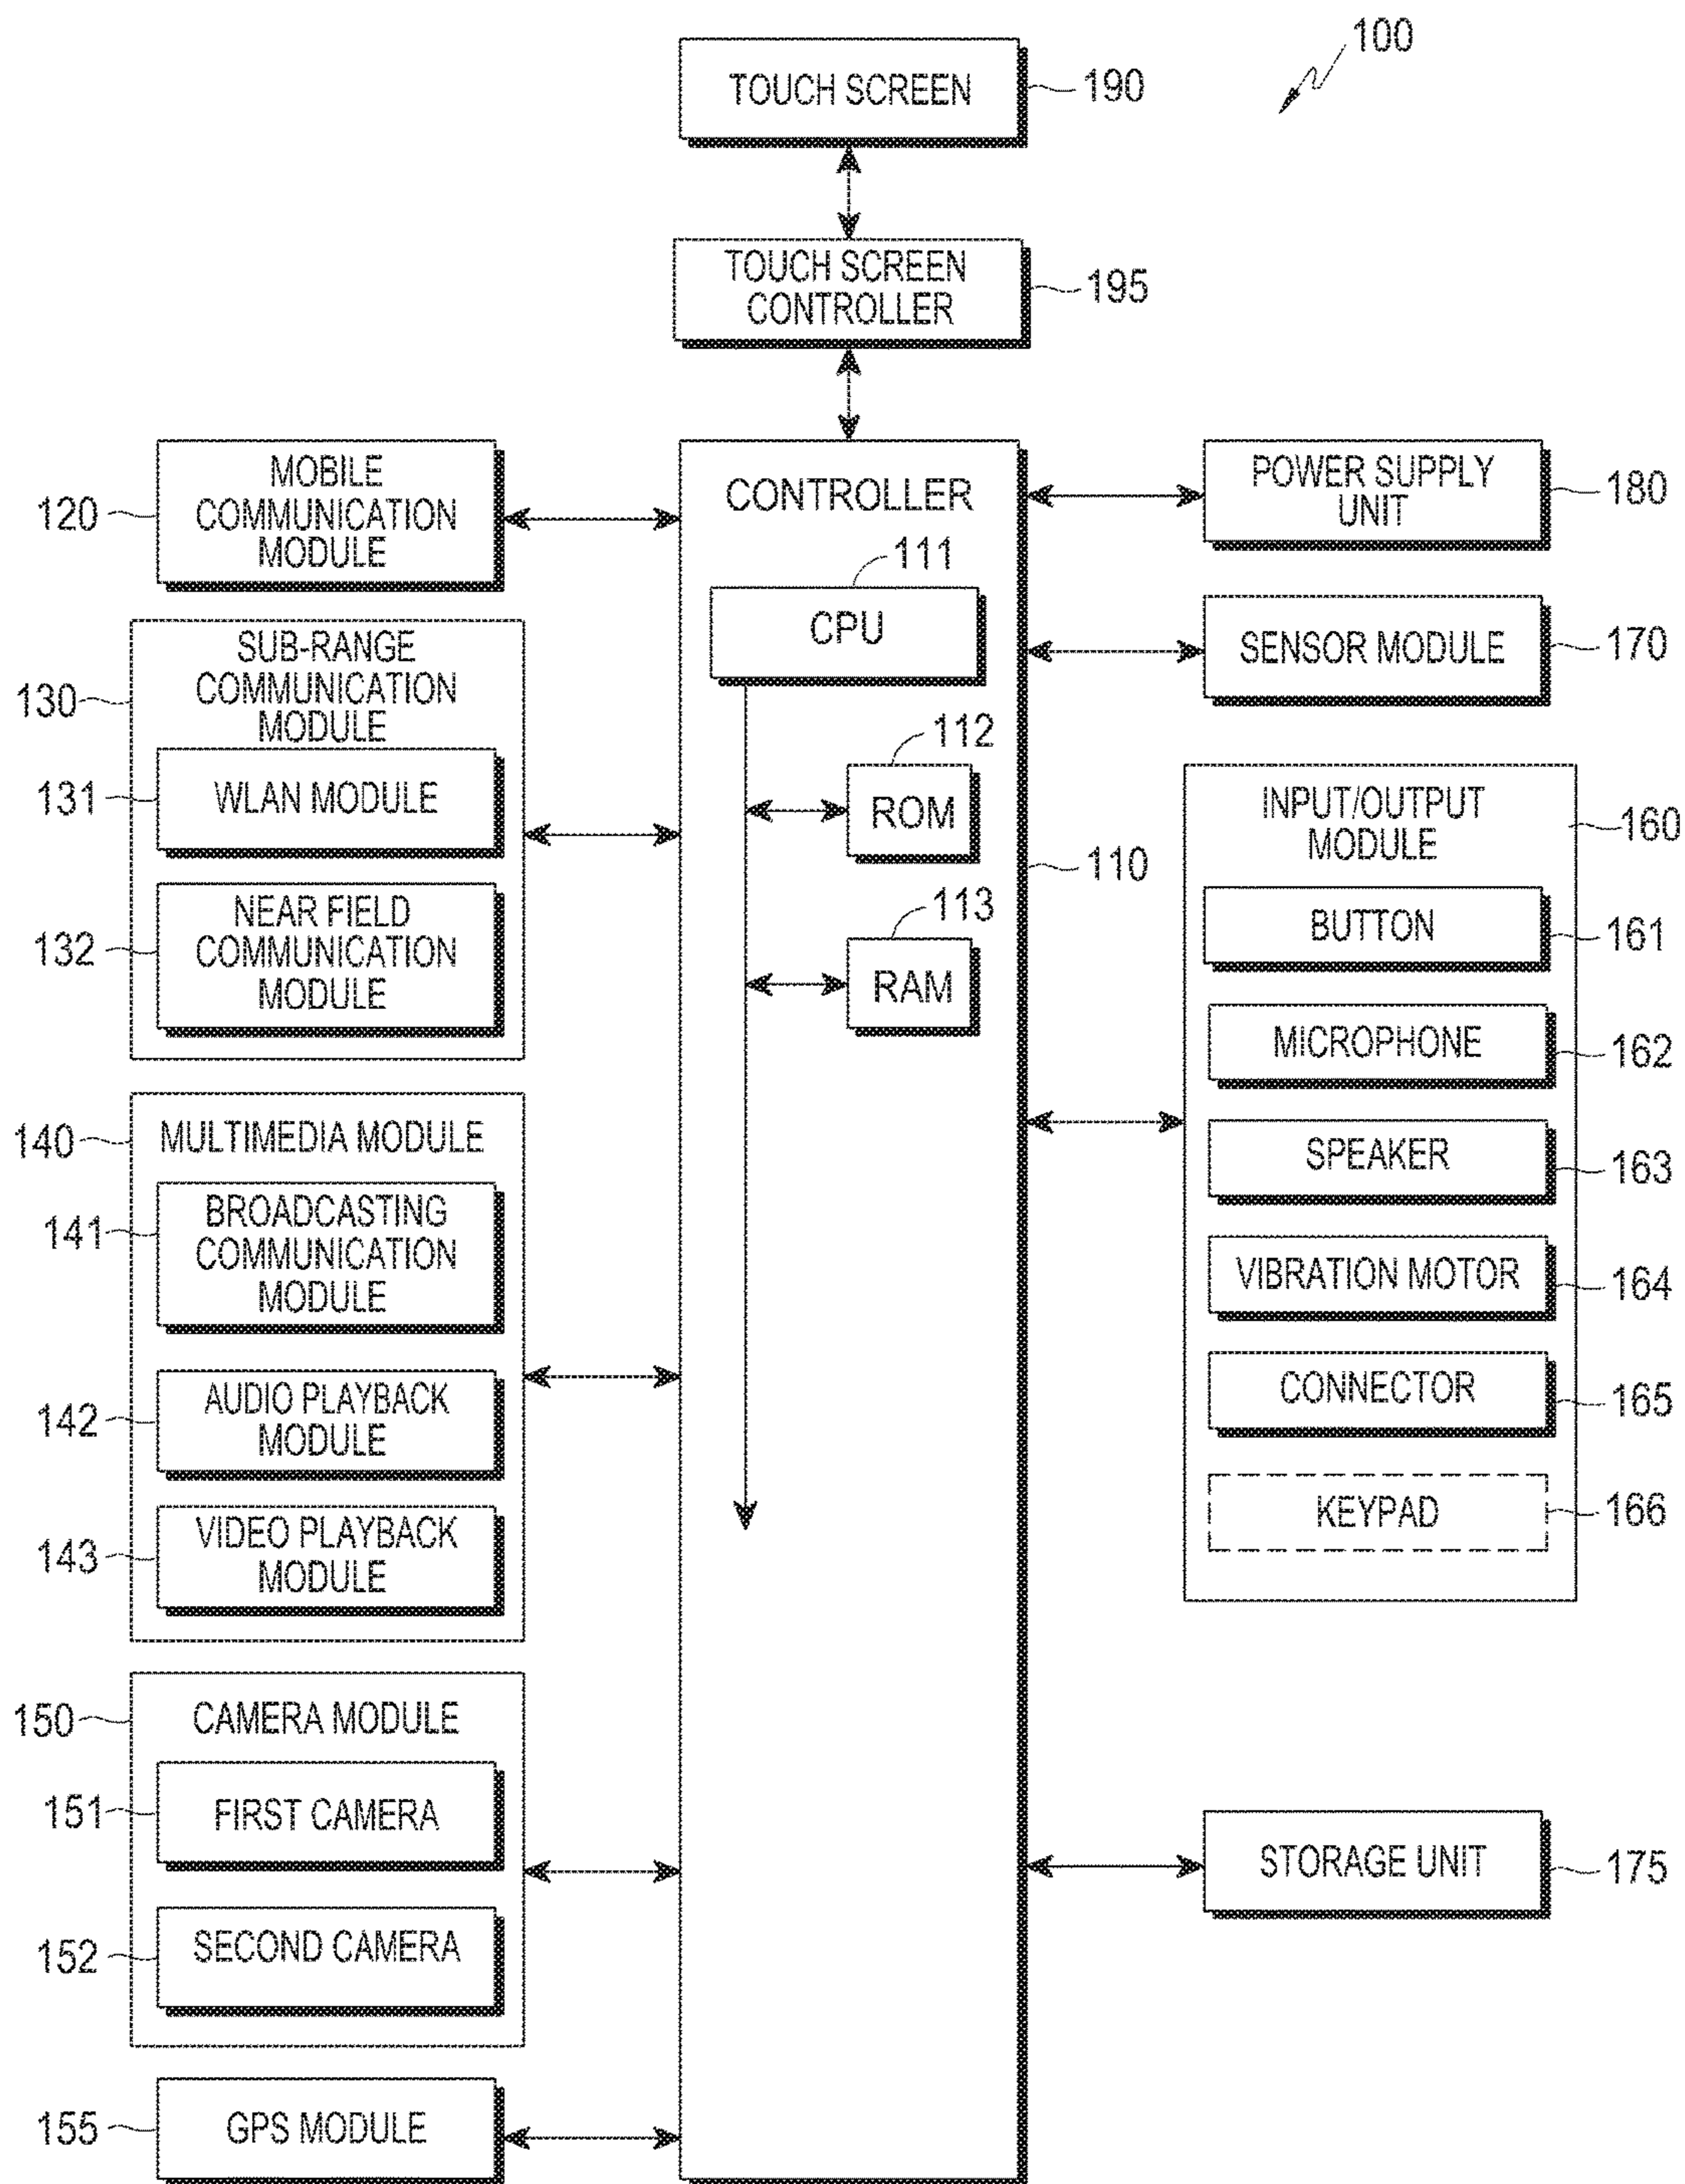 100
TOUCH SCREEN
190
TOUCH SCREEN
CONTROLLER
195
MOBILE
COMMUNICATION
MODULE
120
SUB-RANGE
COMMUNICATION
MODULE
130
WLAN MODULE
131
NEAR FIELD
COMMUNICATION
MODULE
132
MULTIMEDIA MODULE
140
BROADCASTING
COMMUNICATION
MODULE
141
AUDIO PLAYBACK
MODULE
142
VIDEO PLAYBACK
MODULE
143
CAMERA MODULE
150
FIRST CAMERA
151
SECOND CAMERA
152
GPS MODULE
155
CONTROLLER
110
111
CPU
112
ROM
113
RAM
POWER SUPPLY
UNIT
180
SENSOR MODULE
170
INPUT/OUTPUT
MODULE
160
BUTTON
161
MICROPHONE
162
SPEAKER
163
VIBRATION MOTOR
164
CONNECTOR
165
KEYPAD
166
STORAGE UNIT
175